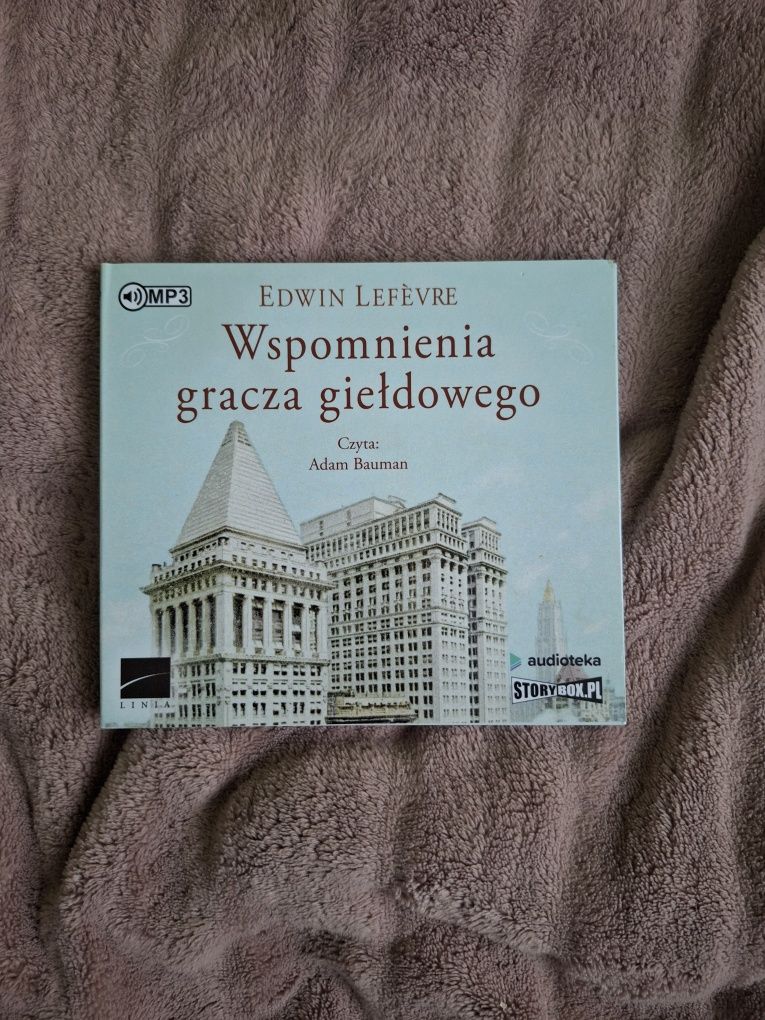 MP3
EDWIN LEFÈVRE
Wspomnienia
gracza giełdowego
Czyta:
Adam Bauman
audioteka
STORYBOX.PL
LINIA